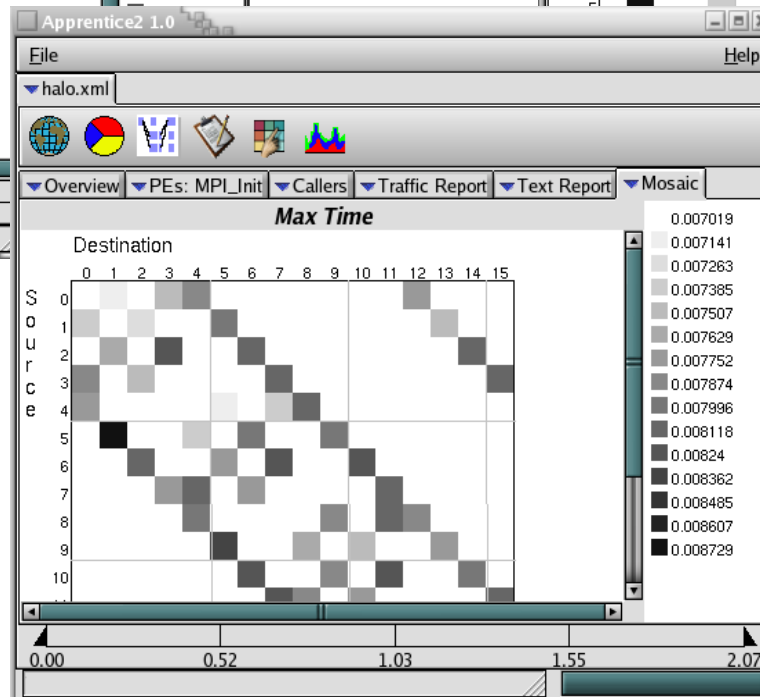 Apprentice2 1.0
File Help
halo.xml
Overview PEs: MPI_Init Callers Traffic Report Text Report Mosaic
Max Time
Destination
0 1 2 3 4 5 6 7 8 9 10 11 12 13 14 15
Source
0
1
2
3
4
5
6
7
8
9
10
0.007019
0.007141
0.007263
0.007385
0.007507
0.007629
0.007752
0.007874
0.007996
0.008118
0.00824
0.008362
0.008485
0.008607
0.008729
0.00 0.52 1.03 1.55 2.07